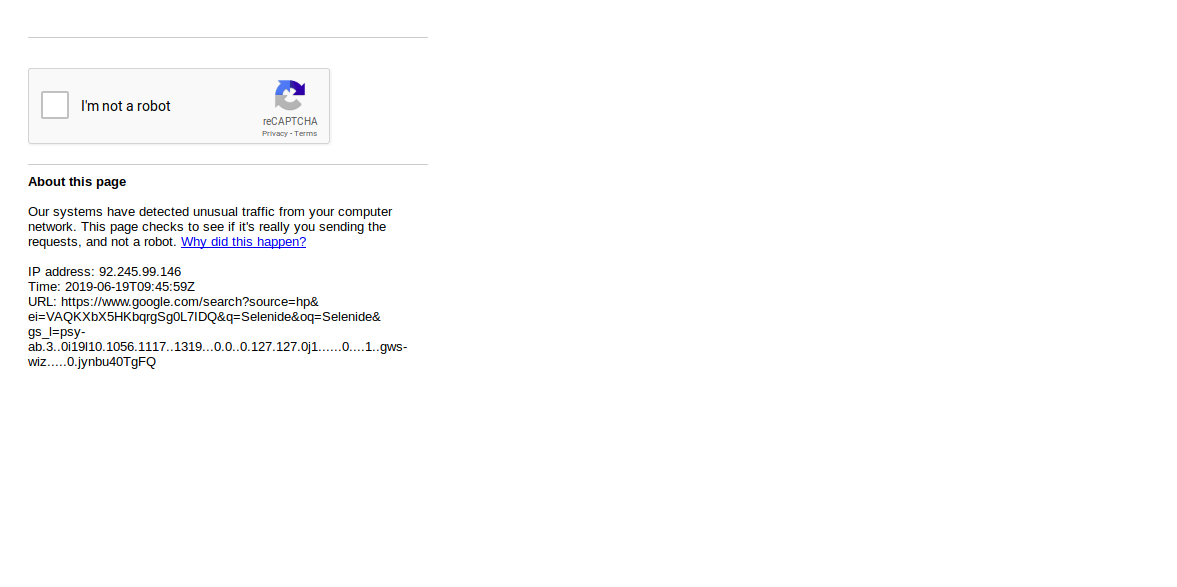 I'm not a robot
reCAPTCHA
Privacy - Terms
About this page
Our systems have detected unusual traffic from your computer
network. This page checks to see if it's really you sending the
requests, and not a robot. Why did this happen?
IP address: 92.245.99.146
Time: 2019-06-19T09:45:59Z
URL: https://www.google.com/search?source=hp&
ei=VAQKXbX5HKbqrgSg0L7IDQ&q=Selenide&oq=Selenide&
gs_l=psy-
ab.3..0i19l10.1056.1117..1319...0.0..0.127.127.0j1......0....1..gws-
wiz.....0.jynbu40TgFQ